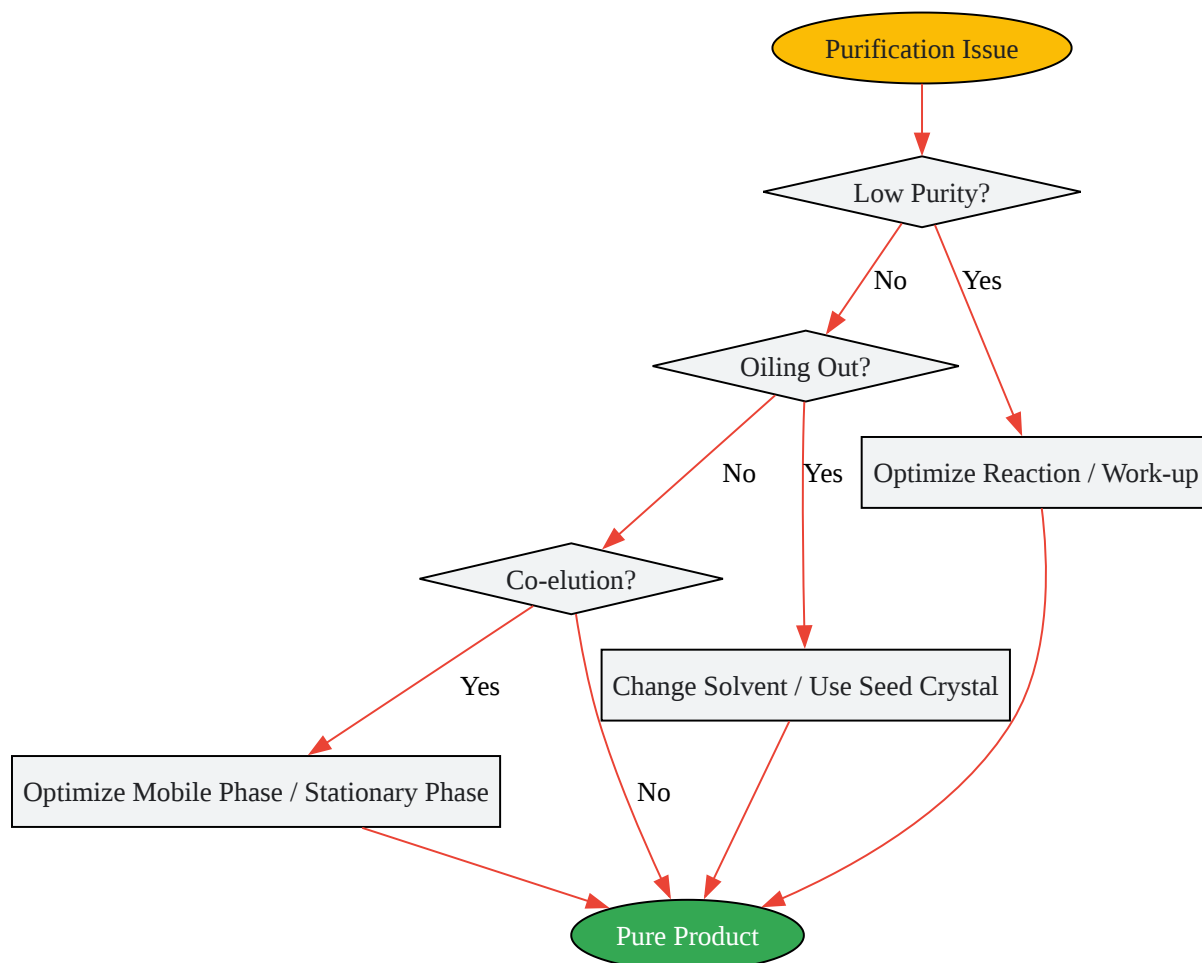 Purification Issue
Low Purity?
No
Yes
Oiling Out?
No
Yes
Optimize Reaction / Work-up
Co-elution?
Yes
Change Solvent / Use Seed Crystal
Optimize Mobile Phase / Stationary Phase
No
Pure Product